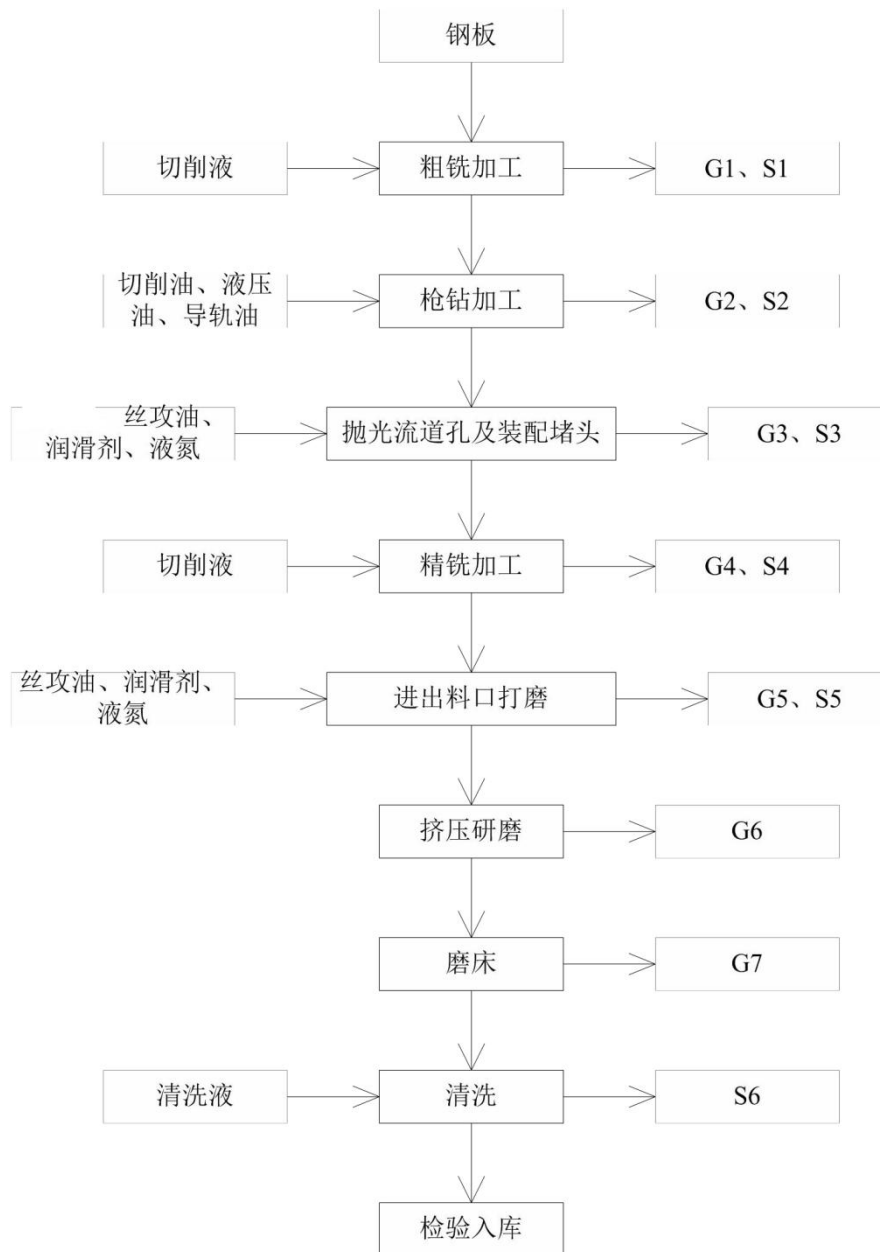 钢板
切削液
粗铣加工
G1、S1
切削油、液压
油、导轨油
枪钻加工
G2、S2
丝攻油、
润滑剂、液氮
抛光流道孔及装配堵头
G3、S3
切削液
精铣加工
G4、S4
丝攻油、润滑剂、
液氮
进出料口打磨
G5、S5
挤压研磨
G6
磨床
G7
清洗液
清洗
S6
检验入库